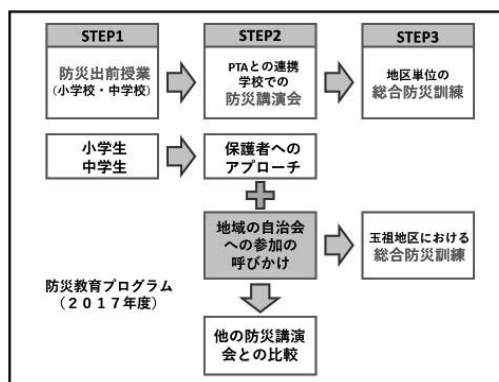 STEP1
STEP2
STEP3
防災出前授業
(小学校・中学校)
PTAとの連携
学校での
防災講演会
地区単位の
総合防災訓練
小学生
中学生
保護者への
アプローチ
地域の自治会
への参加の
呼びかけ
玉祖地区における
総合防災訓練
防災教育プログラム
(2017年度)
他の防災講演
会との比較